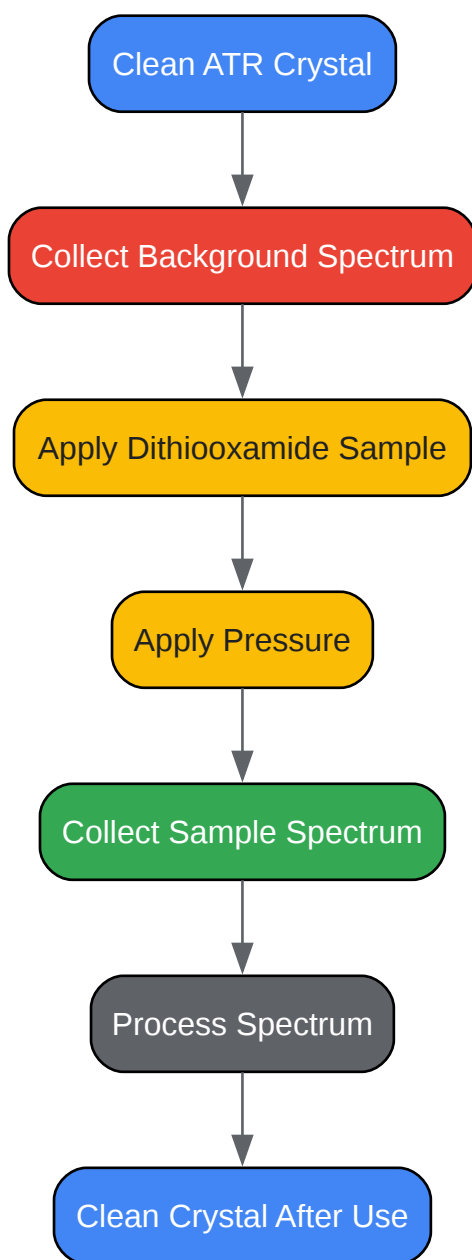 Clean ATR Crystal
Collect Background Spectrum
Apply Dithiooxamide Sample
Apply Pressure
Collect Sample Spectrum
Process Spectrum
Clean Crystal After Use